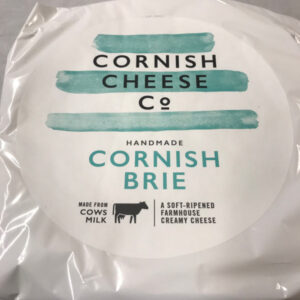 CORNISH
CHEESE
Co
HANDMADE
CORNISH
BRIE
MADE FROM
COWS
MILK
A SOFT-RIPENED
FARMHOUSE
CREAMY CHEESE